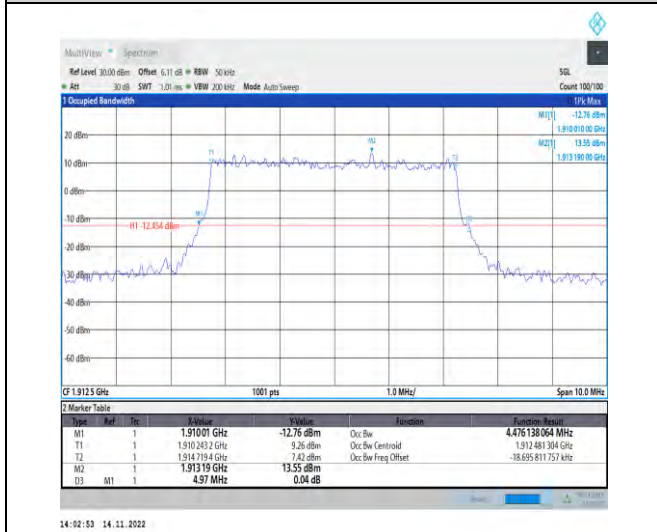 MultiView Spectrum
Ref Level 30.00 dBm Offset 6.11 dB RBW 50 kHz SGL
Att 30 dB SWT 1.01 ms VBW 200 kHz Mode Auto Sweep Count 100/100
1 Occupied Bandwidth 1Pk Max
M1[1] -12.76 dBm
1.910 010 00 GHz
M2[1] 13.55 dBm
1.913 190 00 GHz
20 dBm
M2
T1
T2
10 dBm
0 dBm
-10 dBm
M1
H1 -12.454 dBm
-20 dBm
-30 dBm
-40 dBm
-50 dBm
-60 dBm
CF 1.912 5 GHz 1001 pts 1.0 MHz/ Span 10.0 MHz
2 Marker Table
Type Ref Trc X-Value Y-Value Function Function Result
M1 1 1.910 01 GHz -12.76 dBm Occ Bw 4.476 138 064 MHz
T1 1 1.910 243 2 GHz 9.26 dBm Occ Bw Centroid 1.912 481 304 GHz
T2 1 1.914 719 4 GHz 7.42 dBm Occ Bw Freq Offset -18.695 811 757 kHz
M2 1 1.913 19 GHz 13.55 dBm
D3 M1 1 4.97 MHz 0.04 dB
14:02:53 14.11.2022